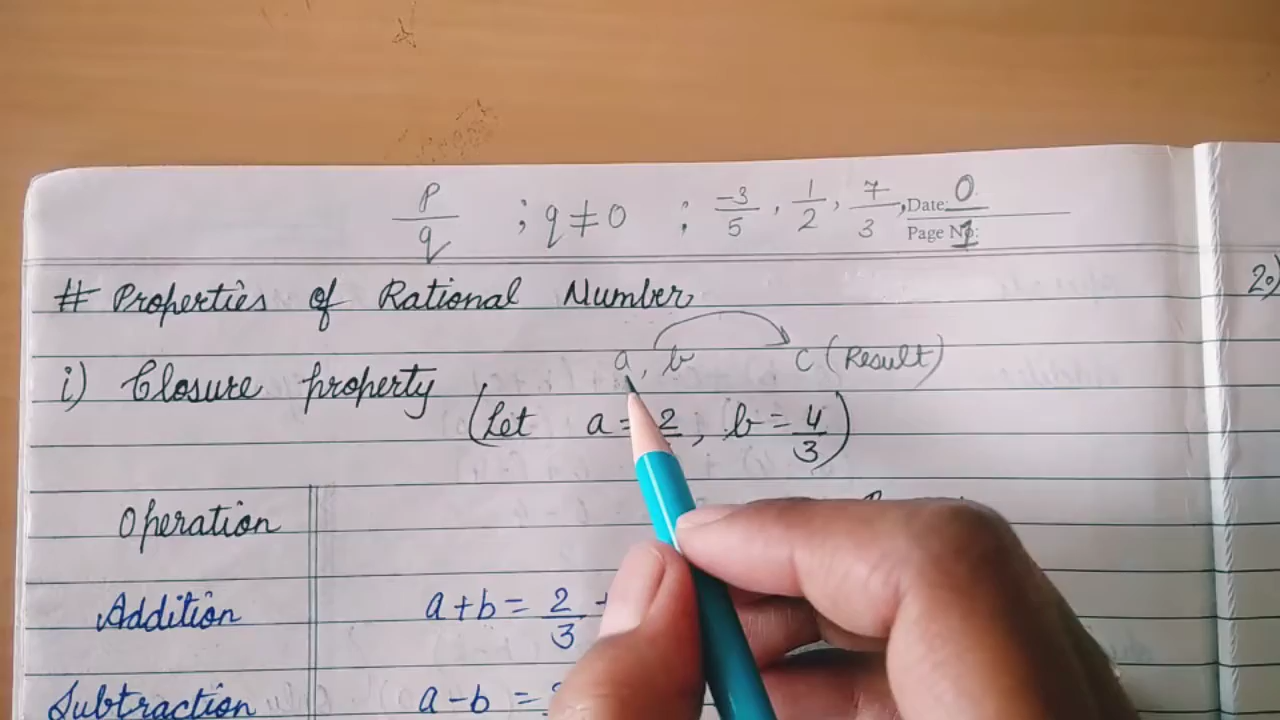 p/q ; q ≠ 0 ; -3/5, 1/2, 7/3,
Date: 0
Page No: 1
# Properties of Rational Number
a, b C (Result)
i) Closure property (Let a = 2, b = 4/3)
Operation
Addition a+b = 2/3 +
Subtraction a-b =
2.)